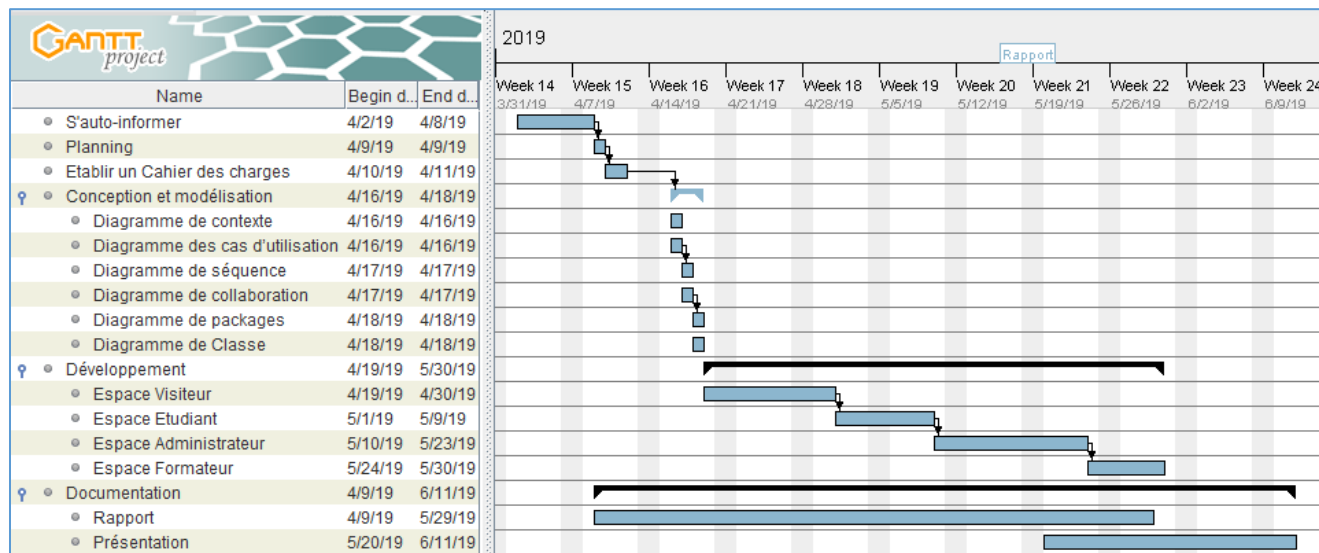 GANTT
project
2019
Rapport
Name Begin d... End d...
Week 14 Week 15 Week 16 Week 17 Week 18 Week 19 Week 20 Week 21 Week 22 Week 23 Week 24
3/31/19 4/7/19 4/14/19 4/21/19 4/28/19 5/5/19 5/12/19 5/19/19 5/26/19 6/2/19 6/9/19
S'auto-informer 4/2/19 4/8/19
Planning 4/9/19 4/9/19
Etablir un Cahier des charges 4/10/19 4/11/19
Conception et modélisation 4/16/19 4/18/19
Diagramme de contexte 4/16/19 4/16/19
Diagramme des cas d'utilisation 4/16/19 4/16/19
Diagramme de séquence 4/17/19 4/17/19
Diagramme de collaboration 4/17/19 4/17/19
Diagramme de packages 4/18/19 4/18/19
Diagramme de Classe 4/18/19 4/18/19
Développement 4/19/19 5/30/19
Espace Visiteur 4/19/19 4/30/19
Espace Etudiant 5/1/19 5/9/19
Espace Administrateur 5/10/19 5/23/19
Espace Formateur 5/24/19 5/30/19
Documentation 4/9/19 6/11/19
Rapport 4/9/19 5/29/19
Présentation 5/20/19 6/11/19